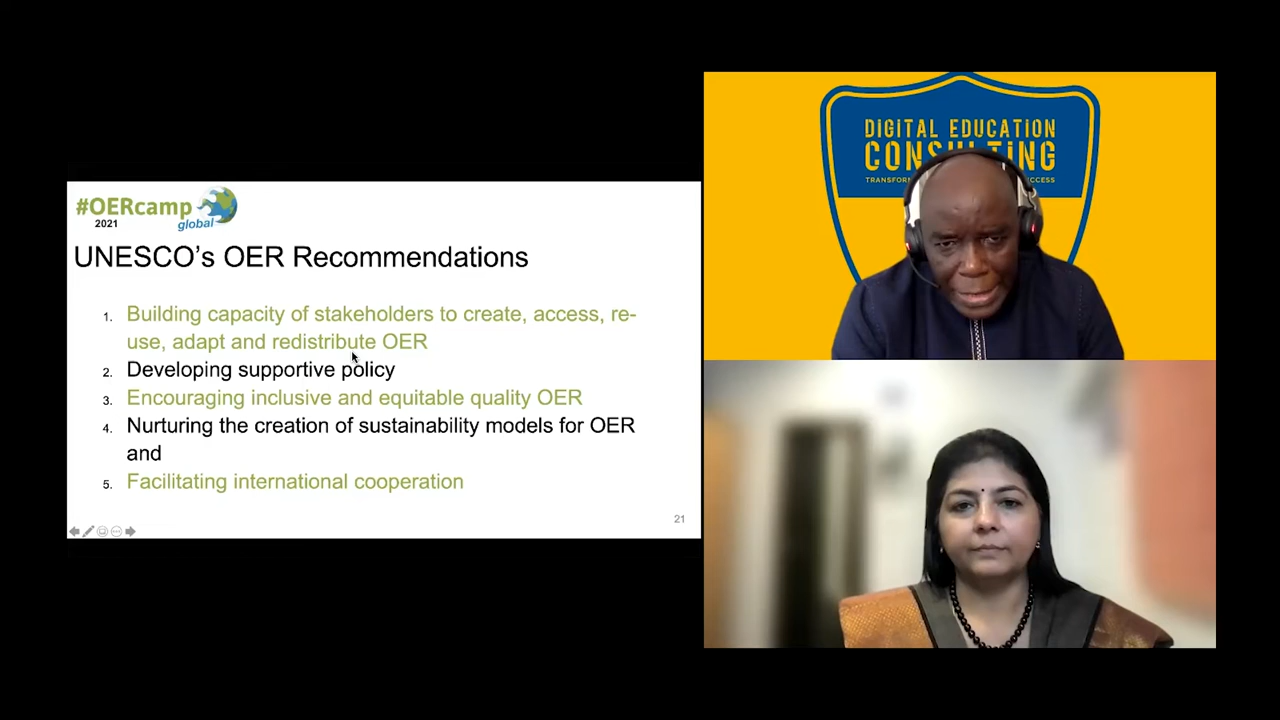 #OERcamp
2021 global
UNESCO’s OER Recommendations
1. Building capacity of stakeholders to create, access, re-
use, adapt and redistribute OER
2. Developing supportive policy
3. Encouraging inclusive and equitable quality OER
4. Nurturing the creation of sustainability models for OER
and
5. Facilitating international cooperation
21
DIGITAL EDUCATION
CONSULTING